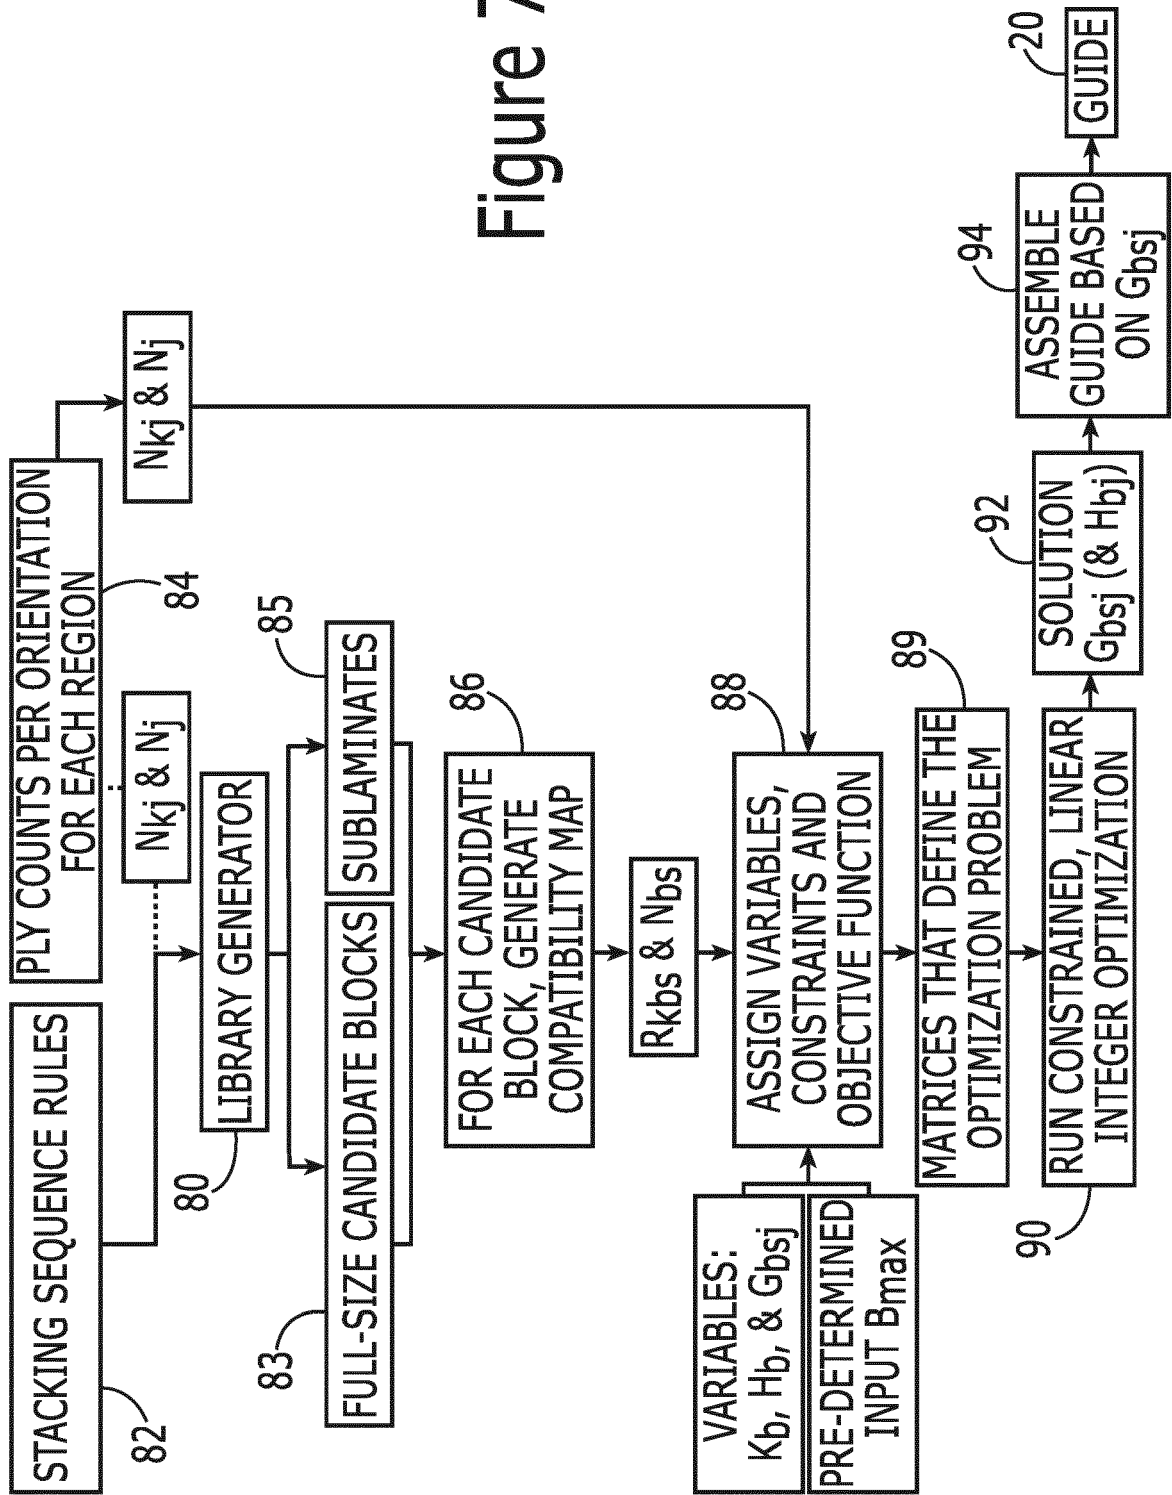 STACKING SEQUENCE RULES
82
PLY COUNTS PER ORIENTATION
FOR EACH REGION
84
Nkj & Nj
Nkj & Nj
LIBRARY GENERATOR
80
FULL-SIZE CANDIDATE BLOCKS
83
SUBLAMINATES
85
FOR EACH CANDIDATE
BLOCK, GENERATE
COMPATIBILITY MAP
86
Rkbs & Nbs
VARIABLES:
Kb, Hb, & Gbsj
PRE-DETERMINED
INPUT Bmax
ASSIGN VARIABLES,
CONSTRAINTS AND
OBJECTIVE FUNCTION
88
MATRICES THAT DEFINE THE
OPTIMIZATION PROBLEM
89
RUN CONSTRAINED, LINEAR
INTEGER OPTIMIZATION
90
SOLUTION
Gbsj (& Hbj)
92
ASSEMBLE
GUIDE BASED
ON Gbsj
94
GUIDE
20
Figure 7